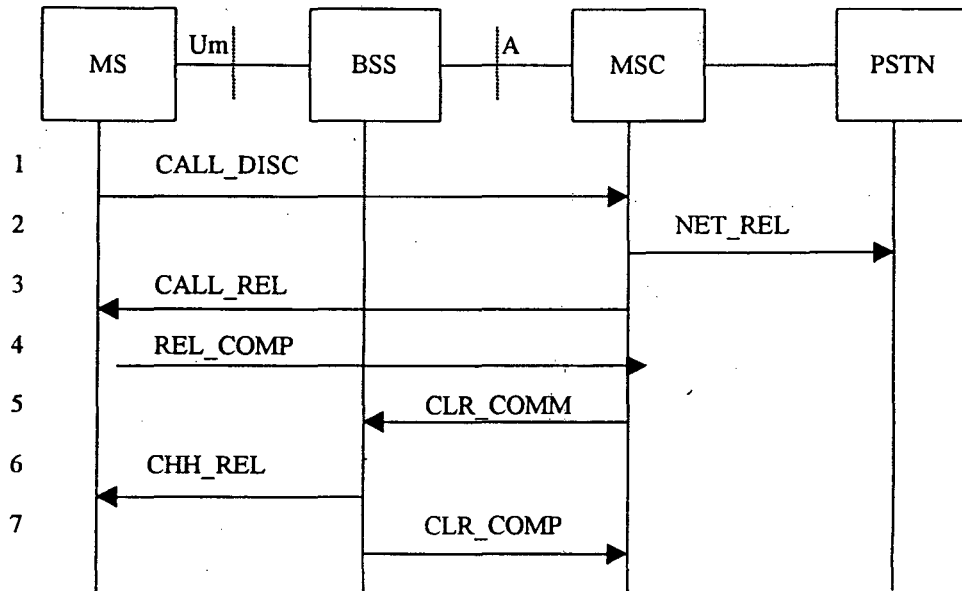 MS Um BSS A MSC PSTN
1 CALL_DISC
2 NET_REL
3 CALL_REL
4 REL_COMP
5 CLR_COMM
6 CHH_REL
7 CLR_COMP